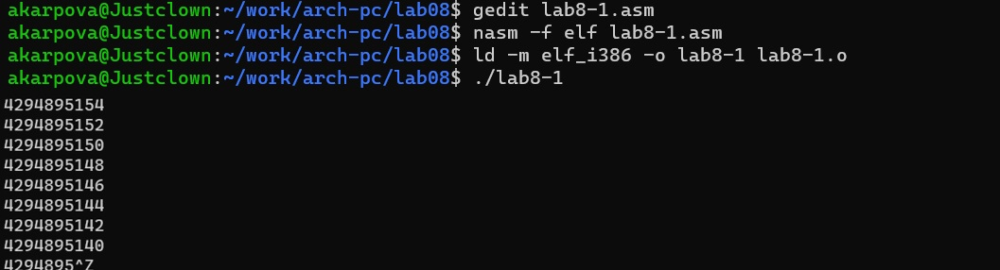 akarpova@Justclown:~/work/arch-pc/lab08$ gedit lab8-1.asm
akarpova@Justclown:~/work/arch-pc/lab08$ nasm -f elf lab8-1.asm
akarpova@Justclown:~/work/arch-pc/lab08$ ld -m elf_i386 -o lab8-1 lab8-1.o
akarpova@Justclown:~/work/arch-pc/lab08$ ./lab8-1
4294895154
4294895152
4294895150
4294895148
4294895146
4294895144
4294895142
4294895140
4294895^Z